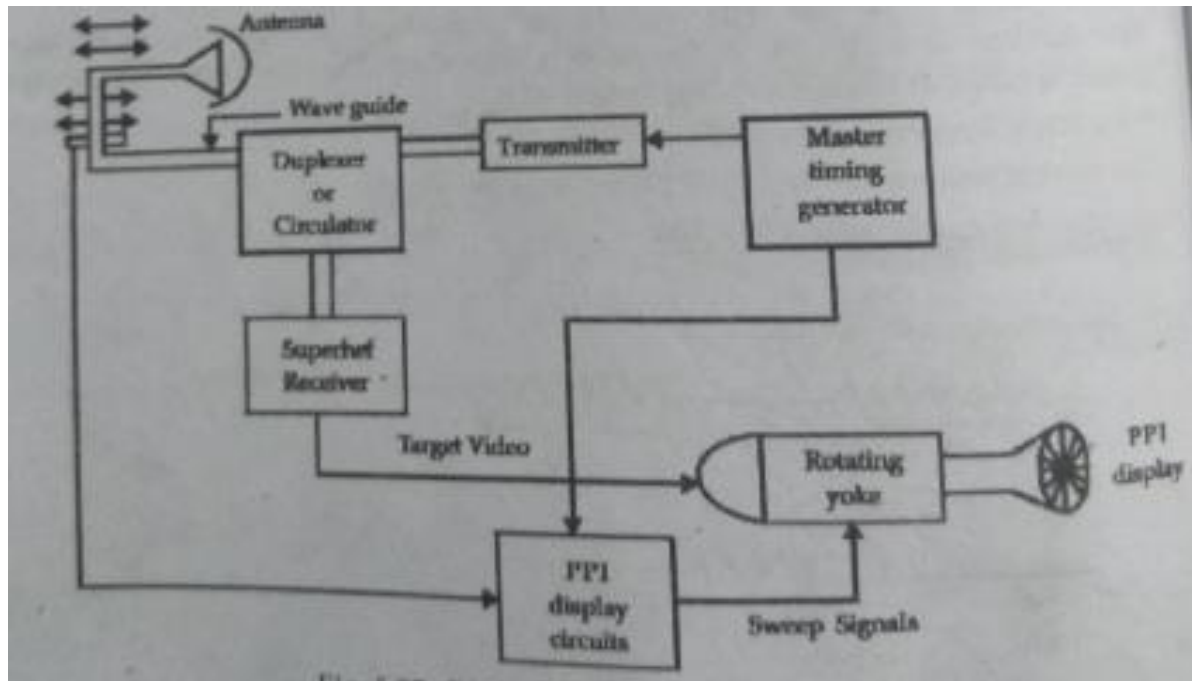 Antenna
Wave guide
Duplexer
or
Circulator
Transmitter
Master
timing
generator
Superhet
Receiver
Target Video
Rotating
yoke
PPI
display
PPI
display
circuits
Sweep Signals